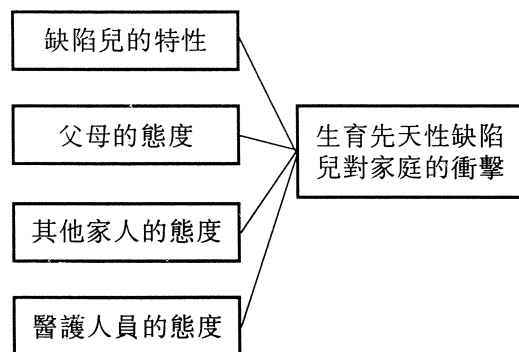 缺陷兒的特性
父母的態度
其他家人的態度
醫護人員的態度
生育先天性缺陷
兒對家庭的衝擊